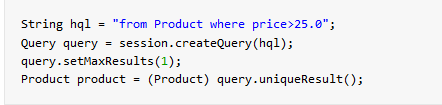 String hql = "from Product where price>25.0";
Query query = session.createQuery(hql);
query.setMaxResults(1);
Product product = (Product) query.uniqueResult();